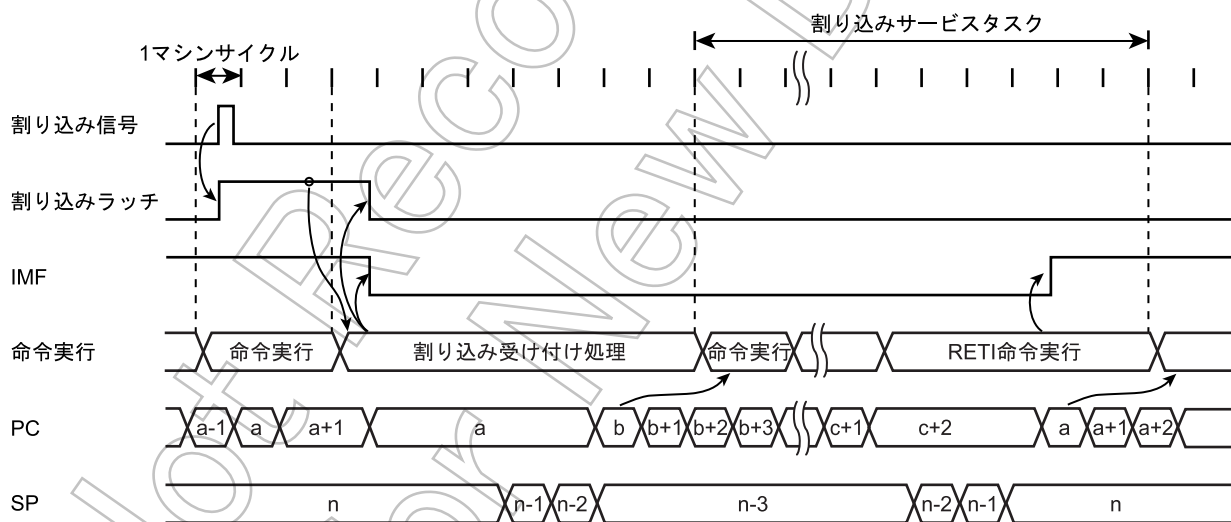 割り込みサービスタスク
1マシンサイクル
割り込み信号
割り込みラッチ
IMF
命令実行 命令実行 割り込み受け付け処理 命令実行 RETI命令実行
PC a-1 a a+1 a b b+1 b+2 b+3 c+1 c+2 a a+1 a+2
SP n n-1 n-2 n-3 n-2 n-1 n
Not Reco
or New D